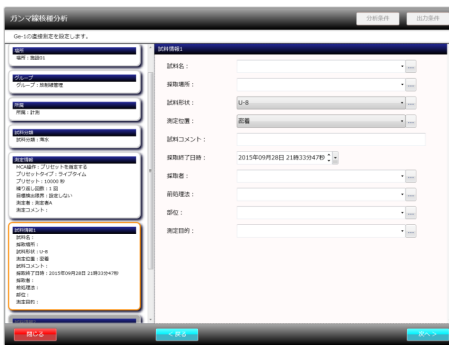 ガンマ線核種分析
分析条件
出力条件
Ge-1の直接測定を設定します。
場所
場所：施設01
グループ
グループ：放射線管理
所属
所属：計測
試料分類
試料分類：海水
測定情報
MCA操作：プリセットを指定する
プリセットタイプ：ライブタイム
プリセット：10000 秒
繰り返し回数：1 回
目標検出限界：設定しない
測定者：測定者A
測定コメント：
試料情報1
試料名：
採取場所：
試料形状：U-8
測定位置：密着
試料コメント：
採取終了日時：2015年09月28日 21時33分47秒
採取者：
前処理法：
部位：
測定目的：
試料情報1
試料名：
採取場所：
試料形状： U-8
測定位置： 密着
試料コメント：
採取終了日時： 2015年09月28日 21時33分47秒
採取者：
前処理法：
部位：
測定目的：
閉じる
< 戻る
次へ >